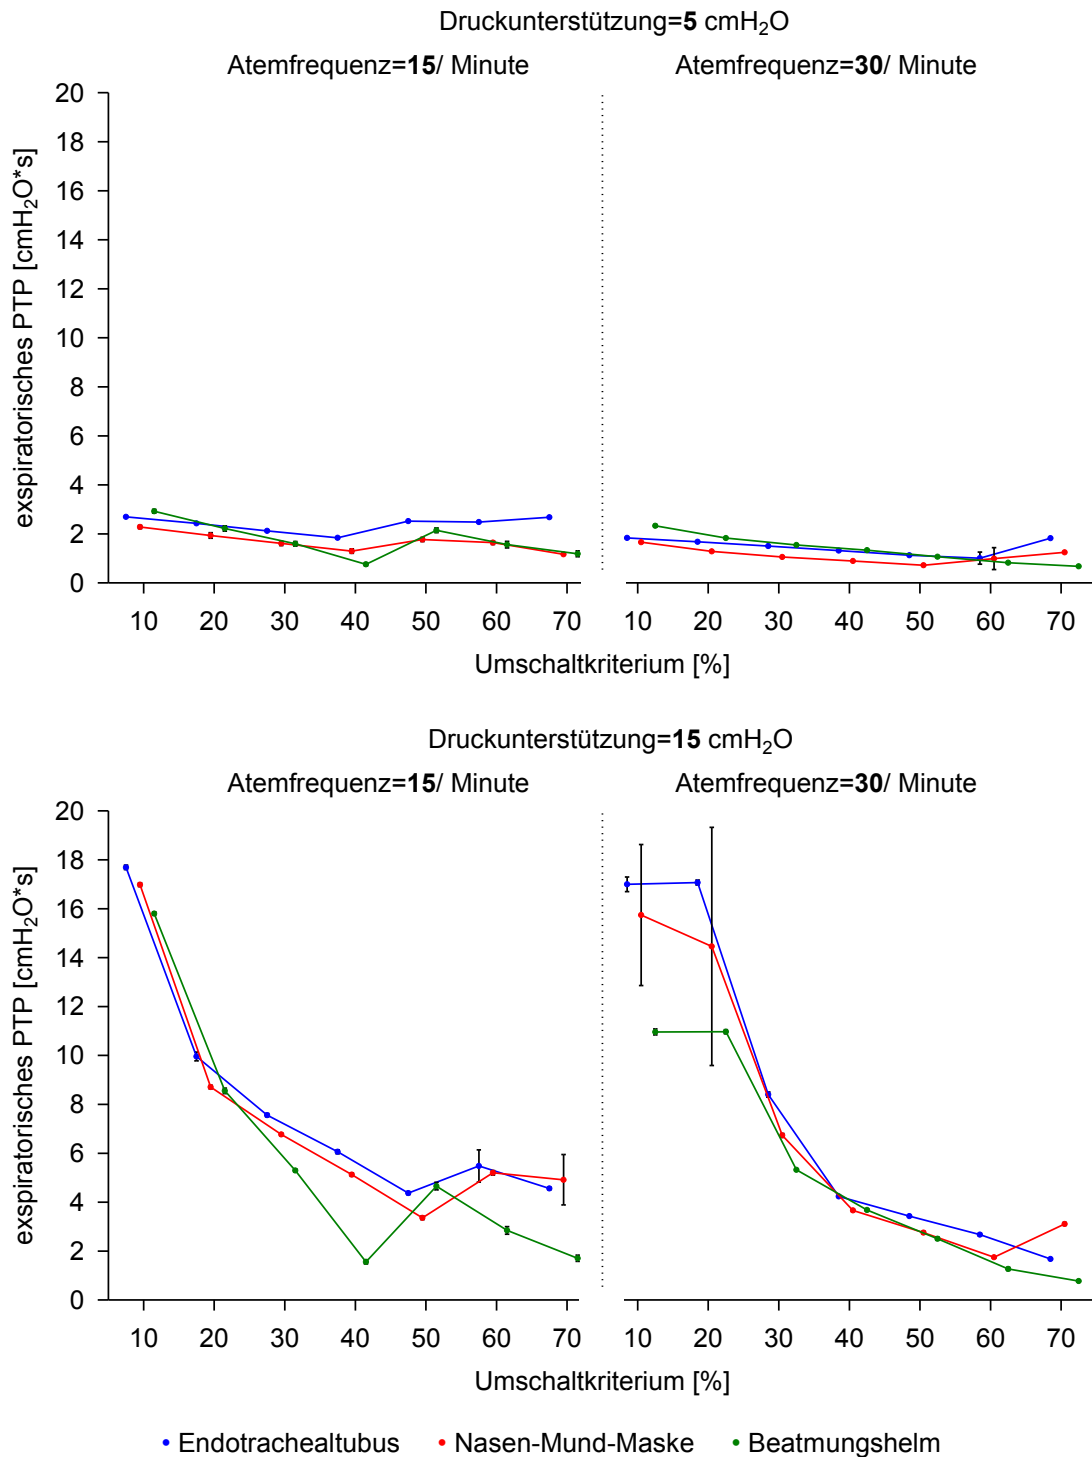 Druckunterstützung=5 cmH₂O
Atemfrequenz=15/ Minute
Atemfrequenz=30/ Minute
exspiratorisches PTP [cmH₂O*s]
20
18
16
14
12
10
8
6
4
2
0
10 20 30 40 50 60 70
10 20 30 40 50 60 70
Umschaltkriterium [%]
Druckunterstützung=15 cmH₂O
Atemfrequenz=15/ Minute
Atemfrequenz=30/ Minute
exspiratorisches PTP [cmH₂O*s]
20
18
16
14
12
10
8
6
4
2
0
10 20 30 40 50 60 70
10 20 30 40 50 60 70
Umschaltkriterium [%]
Endotrachealtubus Nasen-Mund-Maske Beatmungshelm